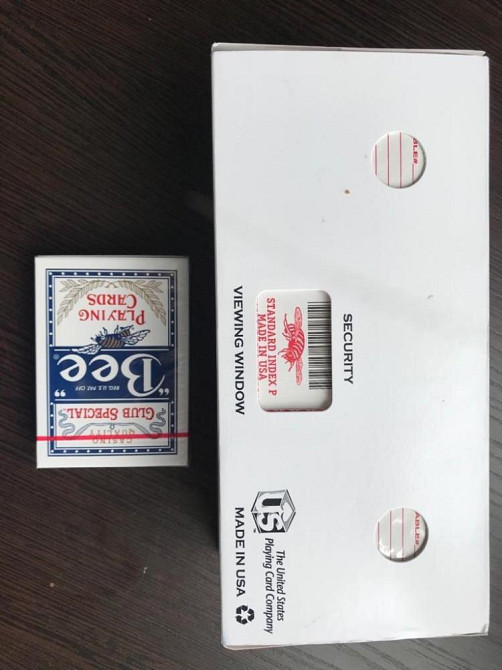 CASINO
QUALITY
CLUB SPECIAL
REG. U.S. PAT. OFF
"Bee"
®
PLAYING
CARDS
SECURITY
VIEWING WINDOW
STANDARD INDEX P
MADE IN USA
US
The United States
Playing Card Company
MADE IN USA